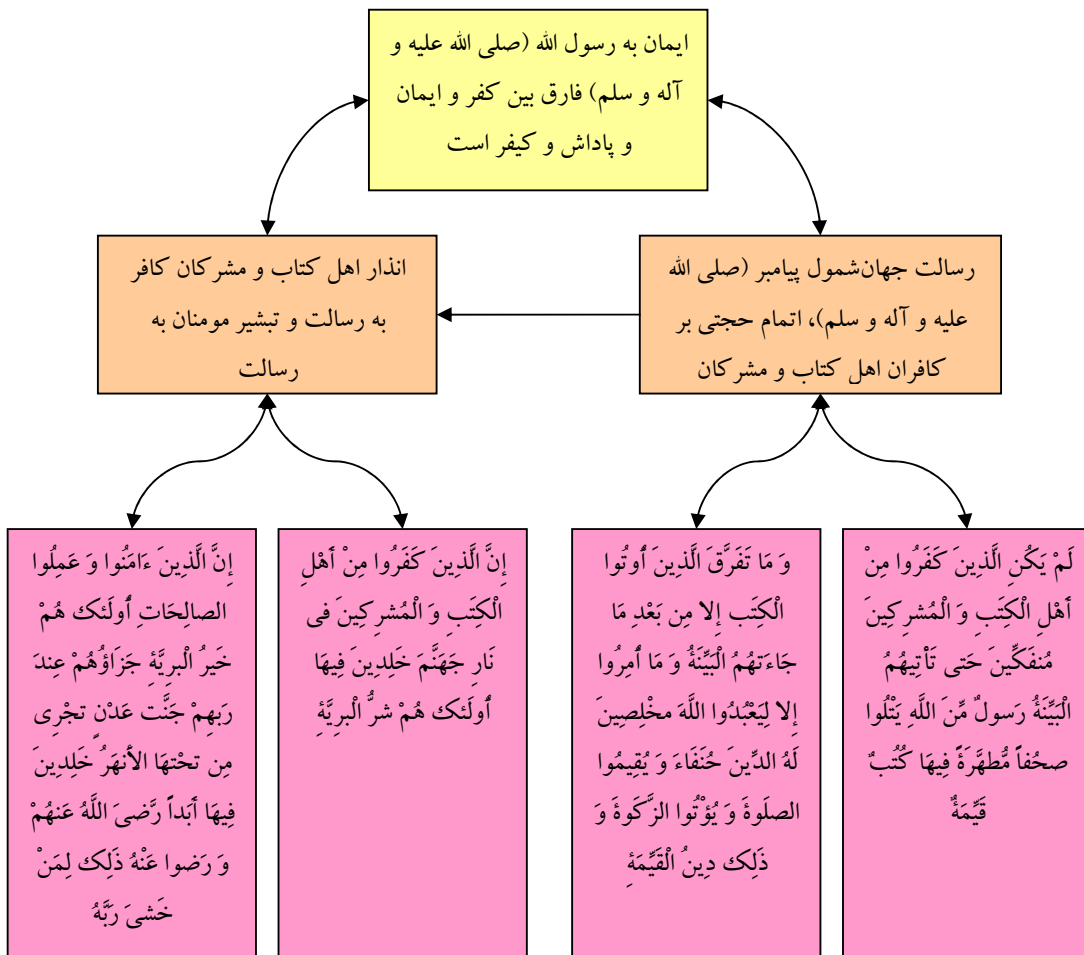 ایمان به رسول الله (صلی الله علیه و
آله و سلم) فارق بین کفر و ایمان
و پاداش و کیفر است
رسالت جهان‌شمول پیامبر (صلی الله
علیه و آله و سلم)، اتمام حجتی بر
کافران اهل کتاب و مشرکان
انذار اهل کتاب و مشرکان کافر
به رسالت و تبشیر مومنان به
رسالت
لَمْ يَكُنِ الَّذِينَ كَفَرُوا مِنْ
أَهْلِ الْكِتَبِ وَ الْمُشرِكِينَ
مُنفَكِّينَ حَتى تَأْتِيهُمُ
الْبَيِّنَةُ رَسولٌ مِّنَ اللَّهِ يَتْلُوا
صحُفاً مُّطهَّرَةً فِيهَا كُتُبٌ
قَيِّمَةٌ
وَ مَا تَفَرَّقَ الَّذِينَ أُوتُوا
الْكِتَب إِلا مِن بَعْدِ مَا
جَاءَتهُمُ الْبَيِّنَةُ وَ مَا أُمِرُوا
إِلا لِيَعْبُدُوا اللَّهَ مخْلِصِينَ
لَهُ الدِّينَ حُنَفَاءَ وَ يُقِيمُوا
الصلَوةَ وَ يُؤْتُوا الزَّكَوةَ وَ
ذَلِك دِينُ الْقَيِّمَةِ
إِنَّ الَّذِينَ كَفَرُوا مِنْ أَهْلِ
الْكِتَبِ وَ الْمُشرِكِينَ فى
نَارِ جَهَنَّمَ خَلِدِينَ فِيهَا
أُولَئك هُمْ شرُّ الْبرِيَّةِ
إِنَّ الَّذِينَ ءَامَنُوا وَ عَمِلُوا
الصالِحَاتِ أُولَئك هُمْ
خَيرُ الْبرِيَّةِ جَزَاؤُهُمْ عِندَ
رَبهِمْ جَنَّت عَدْنٍ تجْرِى
مِن تحْتهَا الأَنهَرُ خَلِدِينَ
فِيهَا أَبَداً رَّضىَ اللَّهُ عَنهُمْ
وَ رَضوا عَنْهُ ذَلِك لِمَنْ
خَشىَ رَبَّهُ